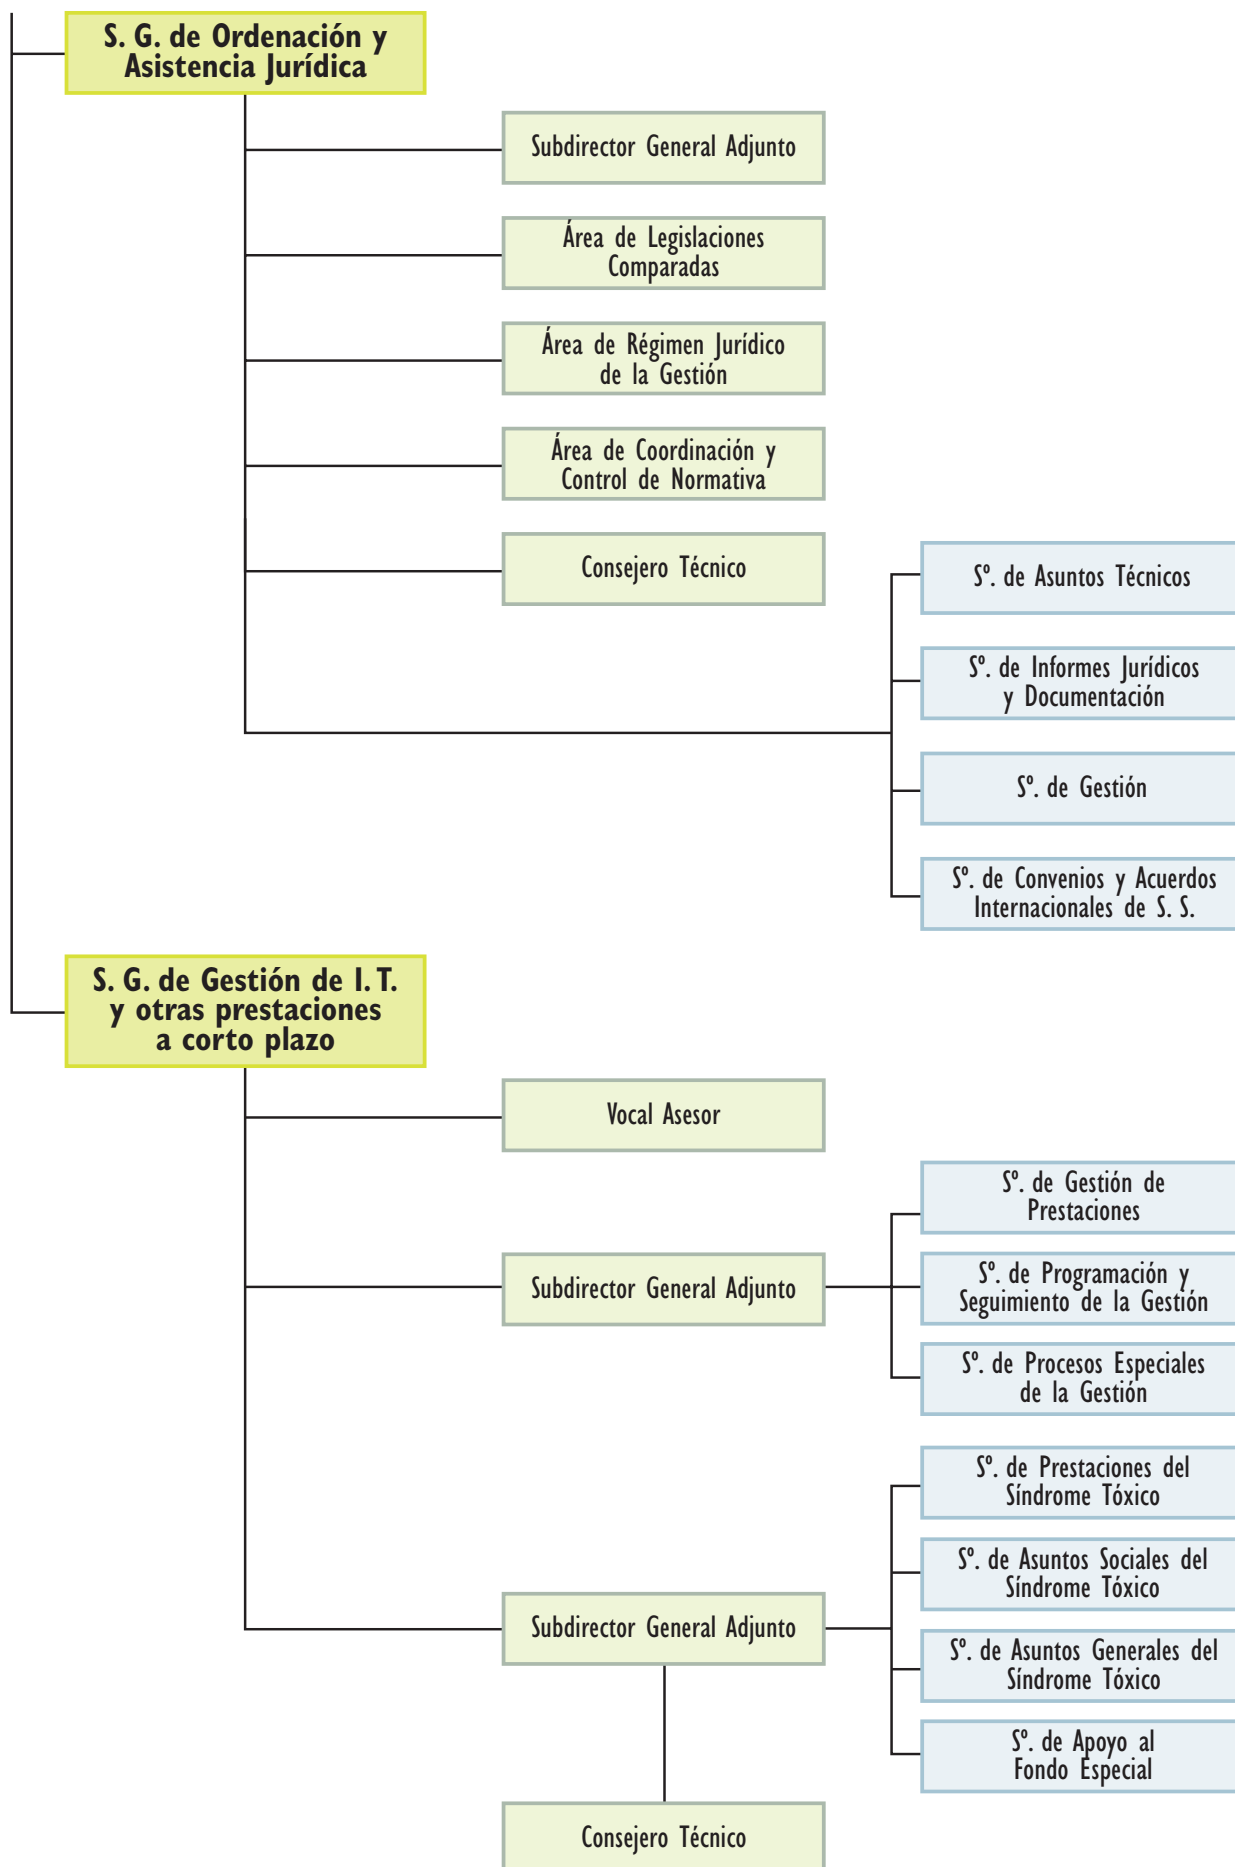 S. G. de Ordenación y
Asistencia Jurídica
Subdirector General Adjunto
Área de Legislaciones
Comparadas
Área de Régimen Jurídico
de la Gestión
Área de Coordinación y
Control de Normativa
Consejero Técnico
Sº. de Asuntos Técnicos
Sº. de Informes Jurídicos
y Documentación
Sº. de Gestión
Sº. de Convenios y Acuerdos
Internacionales de S. S.
S. G. de Gestión de I. T.
y otras prestaciones
a corto plazo
Vocal Asesor
Subdirector General Adjunto
Sº. de Gestión de
Prestaciones
Sº. de Programación y
Seguimiento de la Gestión
Sº. de Procesos Especiales
de la Gestión
Subdirector General Adjunto
Sº. de Prestaciones del
Síndrome Tóxico
Sº. de Asuntos Sociales del
Síndrome Tóxico
Sº. de Asuntos Generales del
Síndrome Tóxico
Sº. de Apoyo al
Fondo Especial
Consejero Técnico